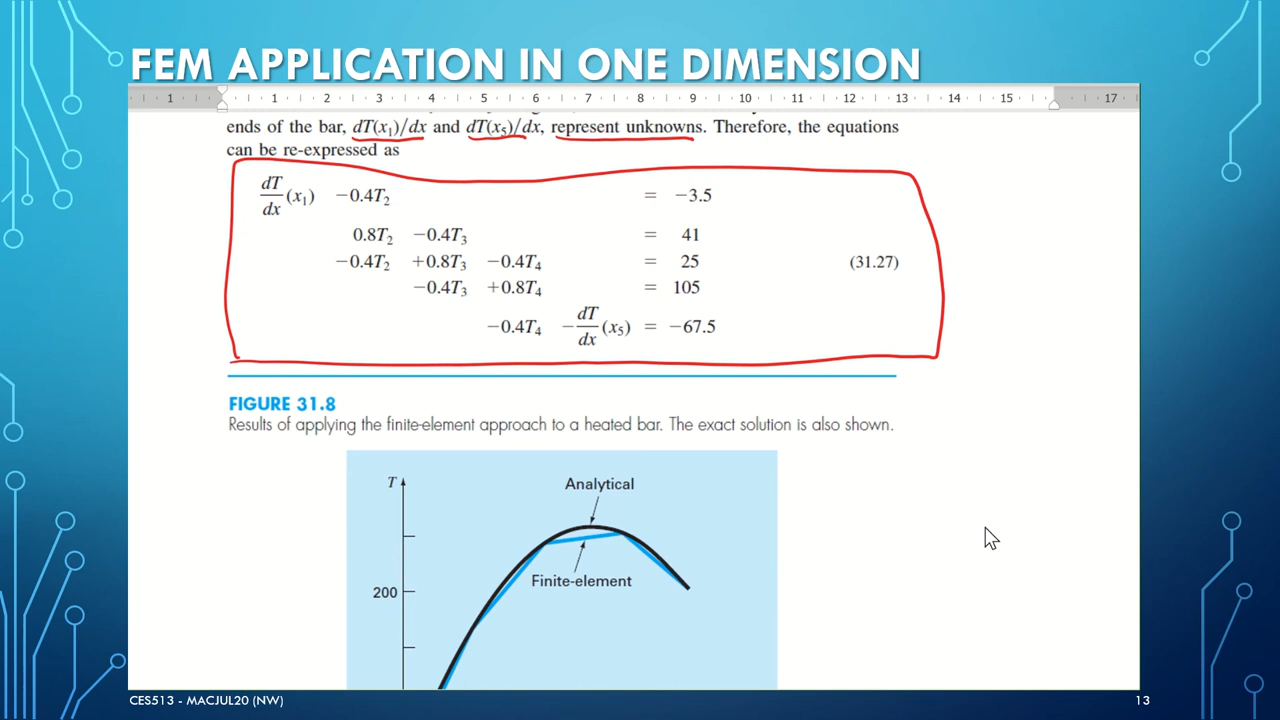 FEM APPLICATION IN ONE DIMENSION
1 1 2 3 4 5 6 7 8 9 10 11 12 13 14 15 17
ends of the bar, dT(x₁)/dx and dT(x₅)/dx, represent unknowns. Therefore, the equations
can be re-expressed as
dT/dx (x₁) −0.4T₂ = −3.5
0.8T₂ −0.4T₃ = 41
−0.4T₂ +0.8T₃ −0.4T₄ = 25 (31.27)
−0.4T₃ +0.8T₄ = 105
−0.4T₄ −dT/dx (x₅) = −67.5
FIGURE 31.8
Results of applying the finite-element approach to a heated bar. The exact solution is also shown.
T
Analytical
Finite-element
200
CES513 - MACJUL20 (NW)
13